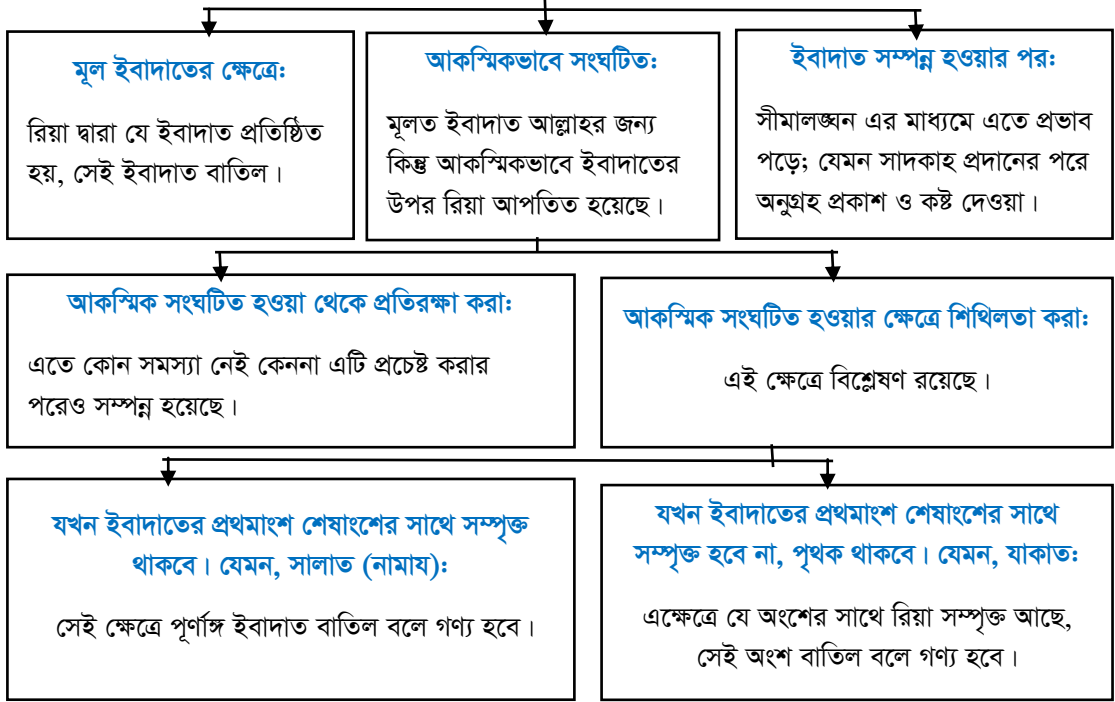 মূল ইবাদাতের ক্ষেত্রে:
রিয়া দ্বারা যে ইবাদাত প্রতিষ্ঠিত
হয়, সেই ইবাদাত বাতিল।
আকস্মিকভাবে সংঘটিত:
মূলত ইবাদাত আল্লাহর জন্য
কিন্তু আকস্মিকভাবে ইবাদাতের
উপর রিয়া আপতিত হয়েছে।
ইবাদাত সম্পন্ন হওয়ার পর:
সীমালঙ্ঘন এর মাধ্যমে এতে প্রভাব
পড়ে; যেমন সাদকাহ প্রদানের পরে
অনুগ্রহ প্রকাশ ও কষ্ট দেওয়া।
আকস্মিক সংঘটিত হওয়া থেকে প্রতিরক্ষা করা:
এতে কোন সমস্যা নেই কেননা এটি প্রচেষ্ট করার
পরেও সম্পন্ন হয়েছে।
আকস্মিক সংঘটিত হওয়ার ক্ষেত্রে শিথিলতা করা:
এই ক্ষেত্রে বিশ্লেষণ রয়েছে।
যখন ইবাদাতের প্রথমাংশ শেষাংশের সাথে সম্পৃক্ত
থাকবে। যেমন, সালাত (নামায):
সেই ক্ষেত্রে পূর্ণাঙ্গ ইবাদাত বাতিল বলে গণ্য হবে।
যখন ইবাদাতের প্রথমাংশ শেষাংশের সাথে
সম্পৃক্ত হবে না, পৃথক থাকবে। যেমন, যাকাত:
এক্ষেত্রে যে অংশের সাথে রিয়া সম্পৃক্ত আছে,
সেই অংশ বাতিল বলে গণ্য হবে।